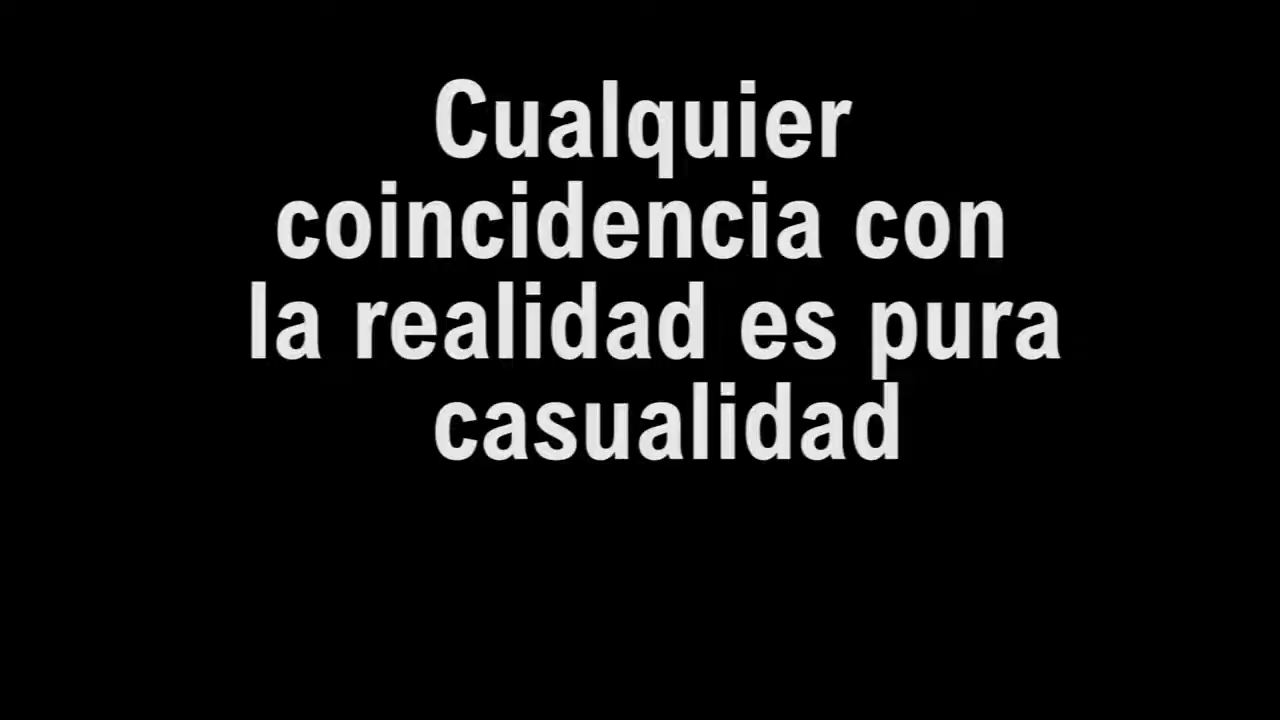 Cualquier
coincidencia con
la realidad es pura
casualidad